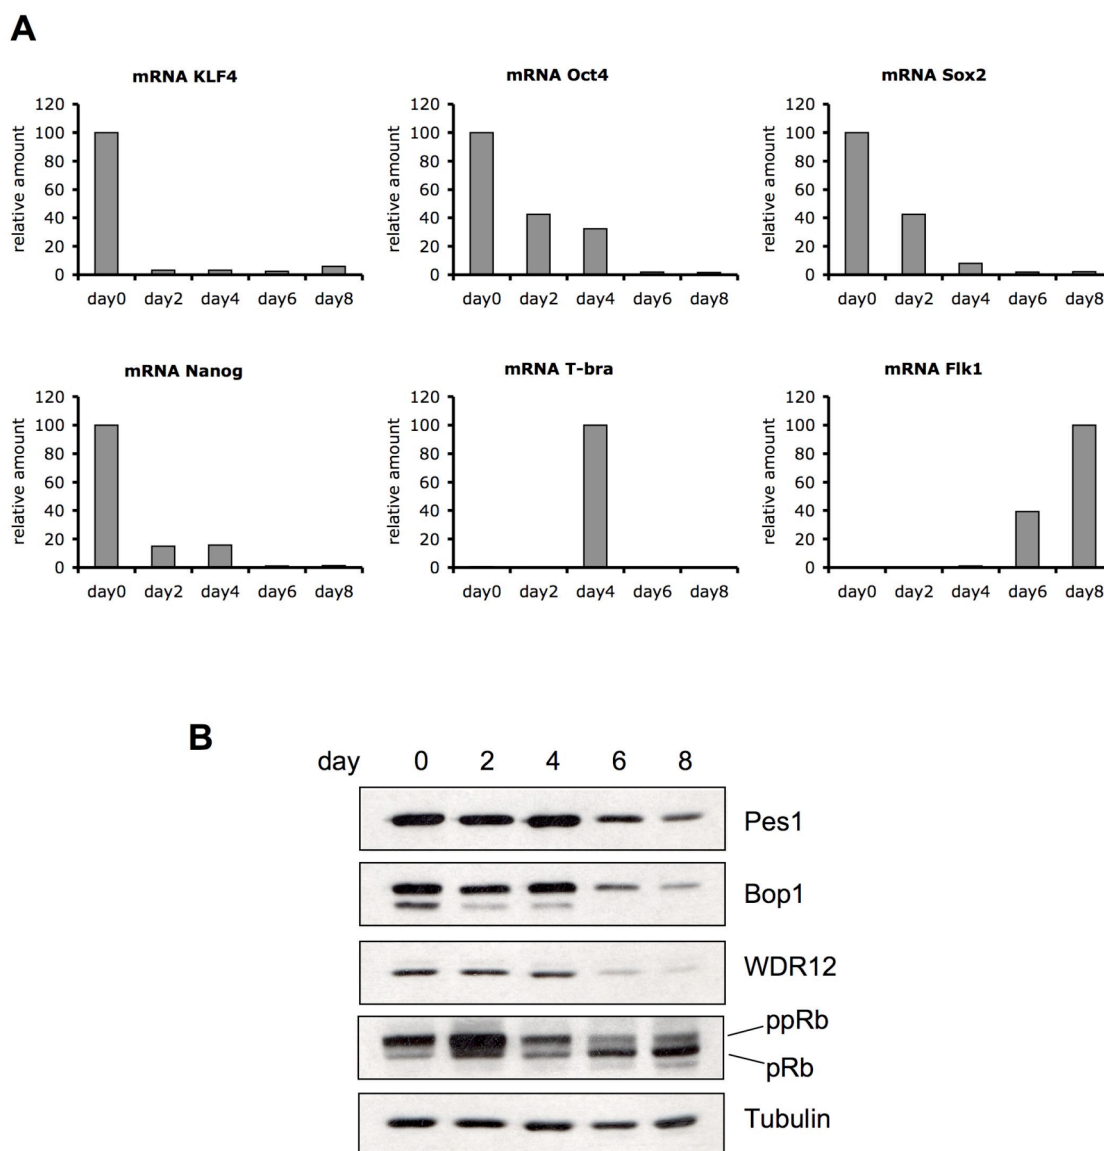 A
mRNA KLF4
relative amount
120
100
80
60
40
20
0
day0 day2 day4 day6 day8
mRNA Oct4
relative amount
120
100
80
60
40
20
0
day0 day2 day4 day6 day8
mRNA Sox2
relative amount
120
100
80
60
40
20
0
day0 day2 day4 day6 day8
mRNA Nanog
relative amount
120
100
80
60
40
20
0
day0 day2 day4 day6 day8
mRNA T-bra
relative amount
120
100
80
60
40
20
0
day0 day2 day4 day6 day8
mRNA Flk1
relative amount
120
100
80
60
40
20
0
day0 day2 day4 day6 day8
B
day 0 2 4 6 8
Pes1
Bop1
WDR12
ppRb
pRb
Tubulin